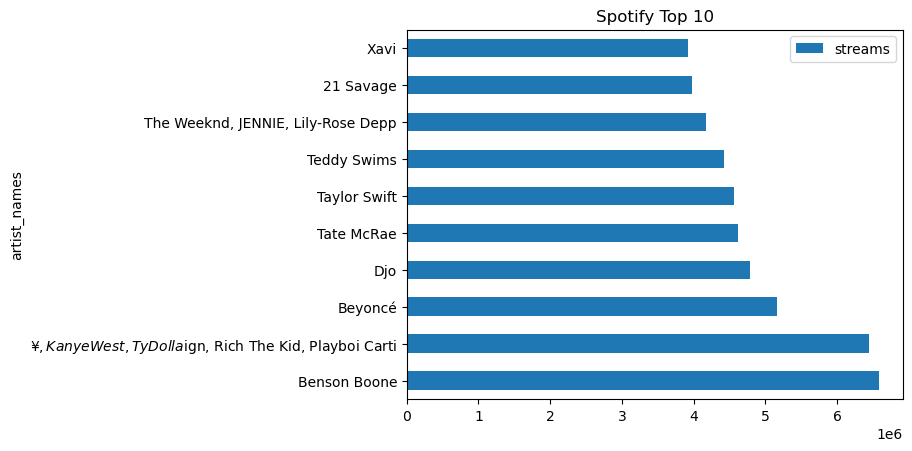 Spotify Top 10
streams
artist_names
Xavi
21 Savage
The Weeknd, JENNIE, Lily-Rose Depp
Teddy Swims
Taylor Swift
Tate McRae
Djo
Beyoncé
¥,KanyeWest,TyDollaign, Rich The Kid, Playboi Carti
Benson Boone
0 1 2 3 4 5 6
1e6